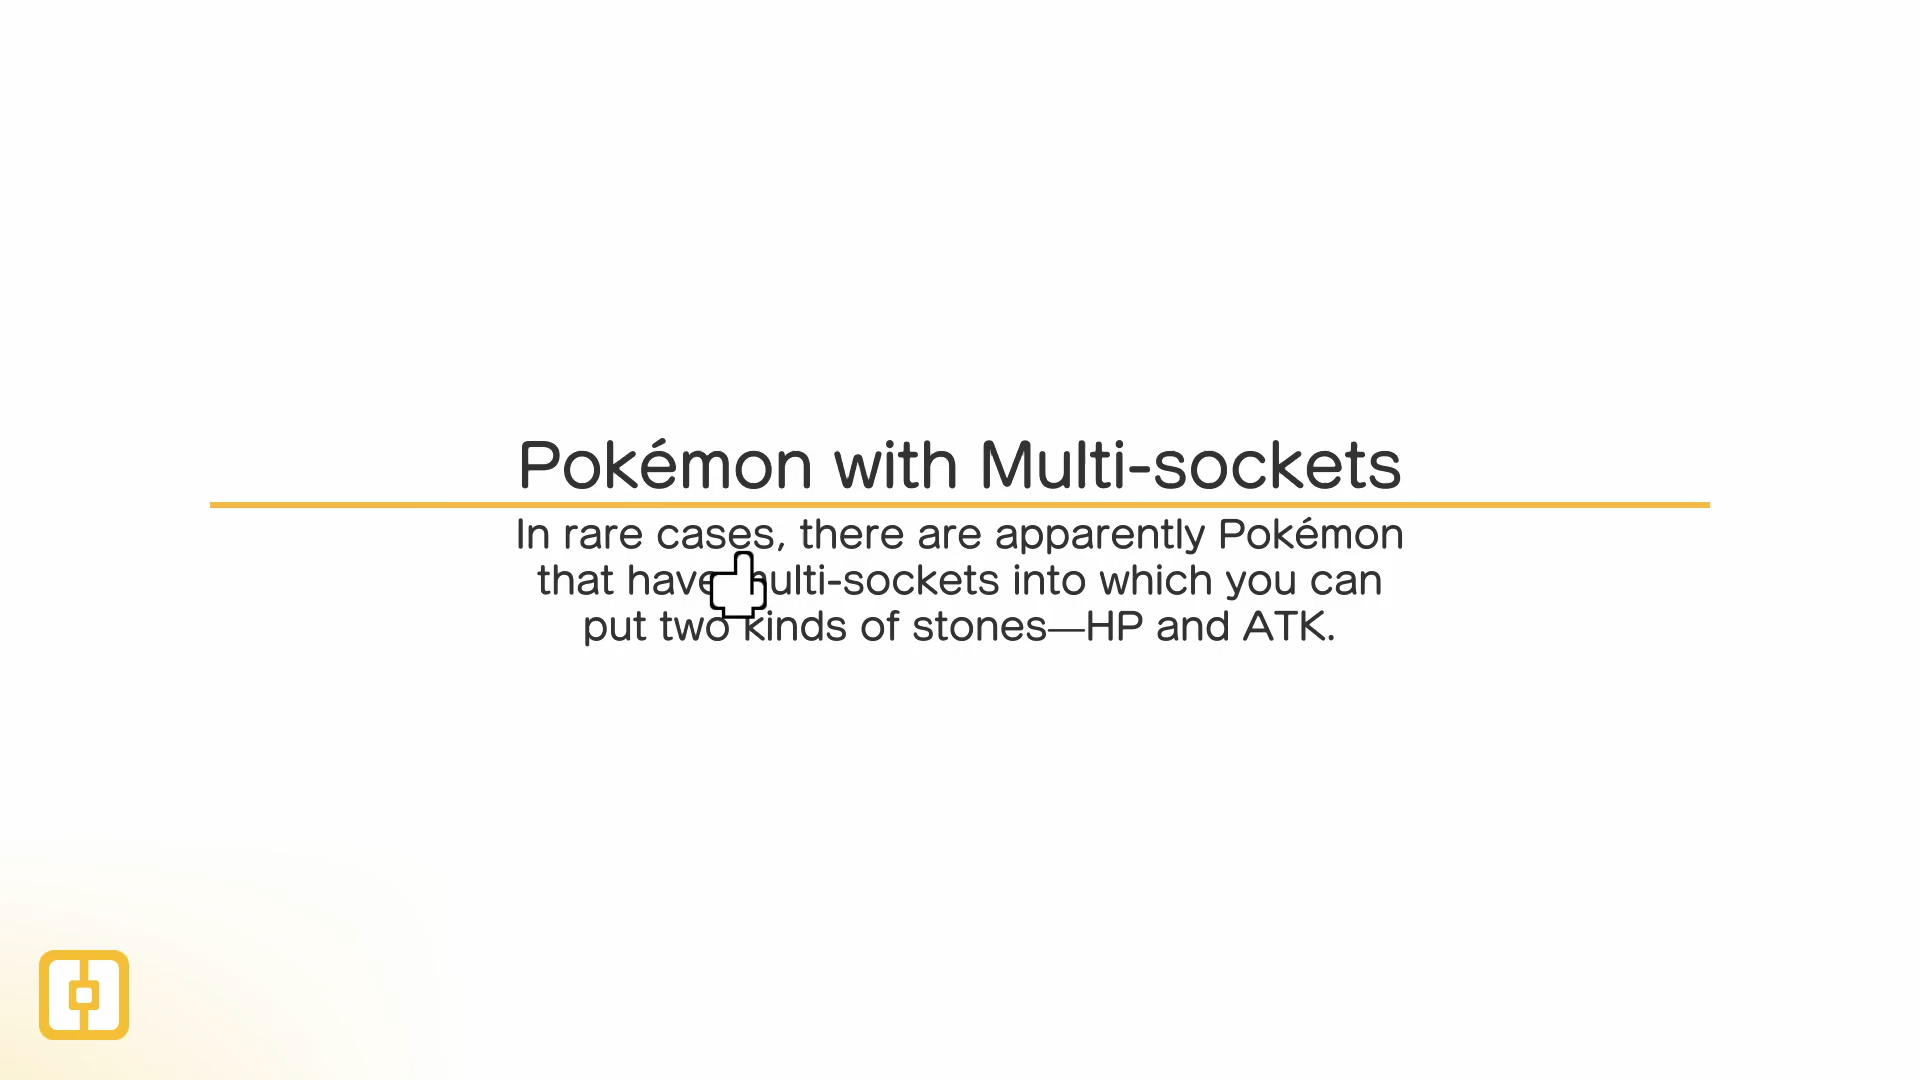 Pokémon with Multi-sockets
In rare cases, there are apparently Pokémon
that have multi-sockets into which you can
put two kinds of stones—HP and ATK.